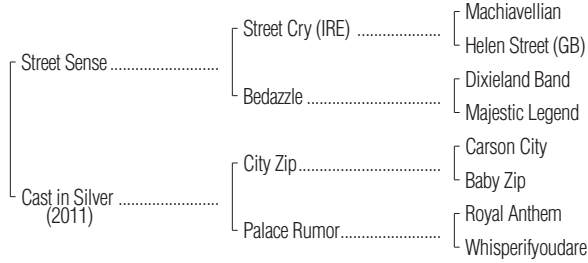 Machiavellian
Street Cry (IRE) ....................
Helen Street (GB)
Street Sense ..........................
Dixieland Band
Bedazzle ................................
Majestic Legend
Carson City
City Zip ..................................
Baby Zip
Cast in Silver ........................
(2011)
Royal Anthem
Palace Rumor ........................
Whisperifyoudare